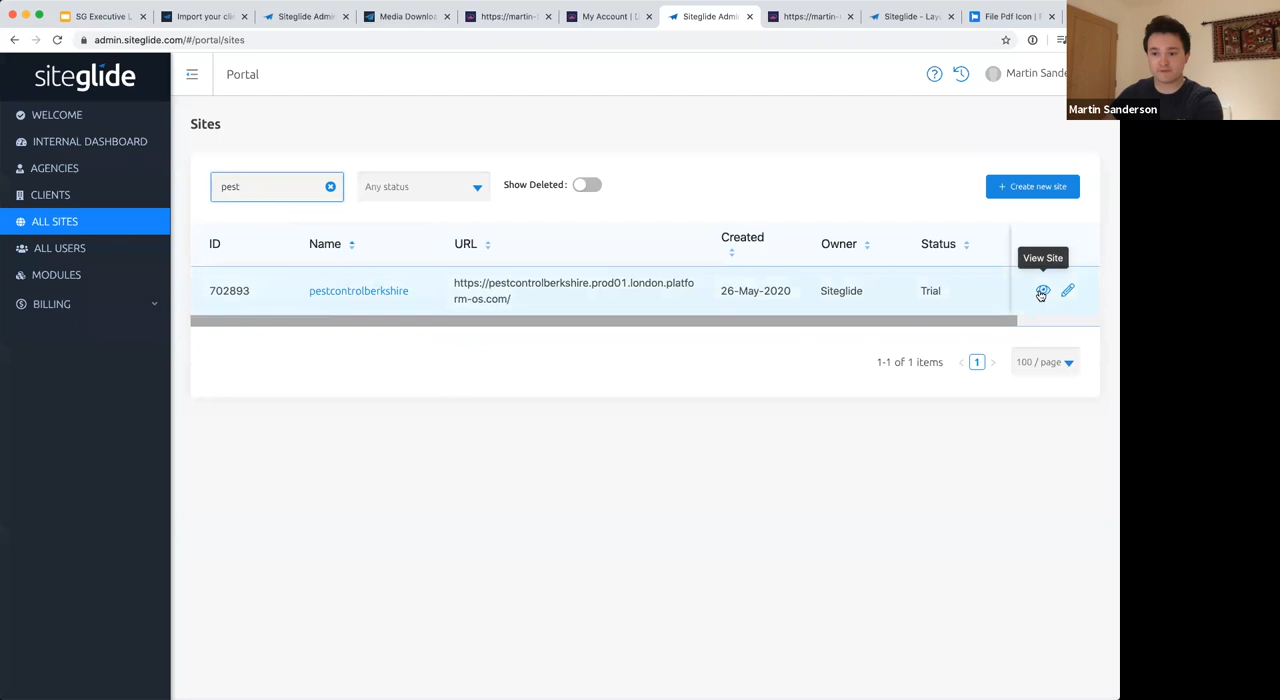 SG Executive L
Import your clie
Siteglide Admi
Media Downloa
https://martin-
My Account | D
Siteglide Admi
https://martin-
Siteglide - Lay
File Pdf Icon | F
admin.siteglide.com/#/portal/sites
siteglide
Portal
Martin Sande
Martin Sanderson
WELCOME
INTERNAL DASHBOARD
AGENCIES
CLIENTS
ALL SITES
ALL USERS
MODULES
BILLING
Sites
pest
Any status
Show Deleted:
+ Create new site
ID Name URL Created Owner Status
View Site
702893 pestcontrolberkshire https://pestcontrolberkshire.prod01.london.platfo
rm-os.com/ 26-May-2020 Siteglide Trial
1-1 of 1 items < 1 > 100 / page